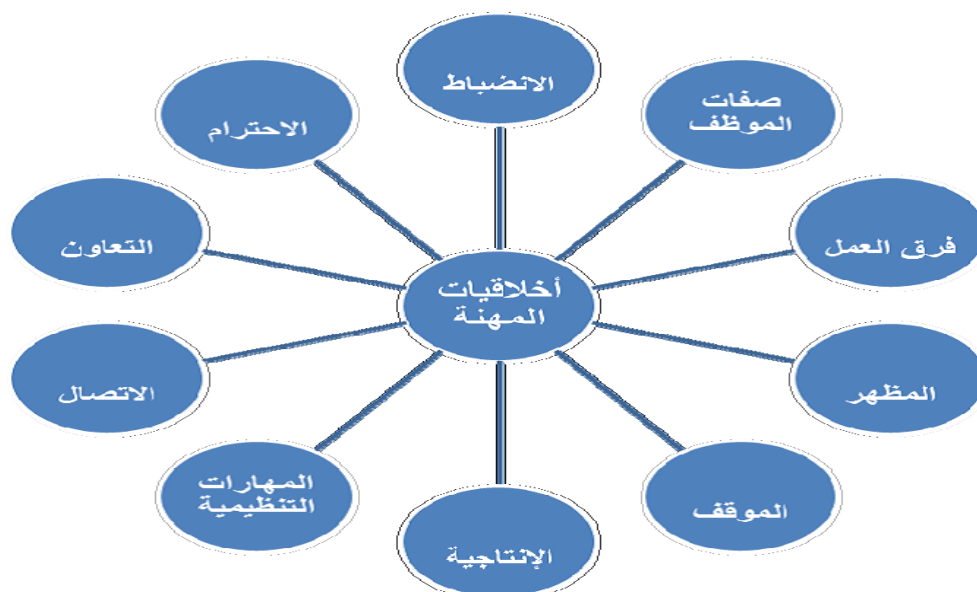 الانضباط
صفات
الموظف
فرق العمل
المظهر
الموقف
الإنتاجية
المهارات
التنظيمية
الاتصال
التعاون
الاحترام
أخلاقيات
المهنة